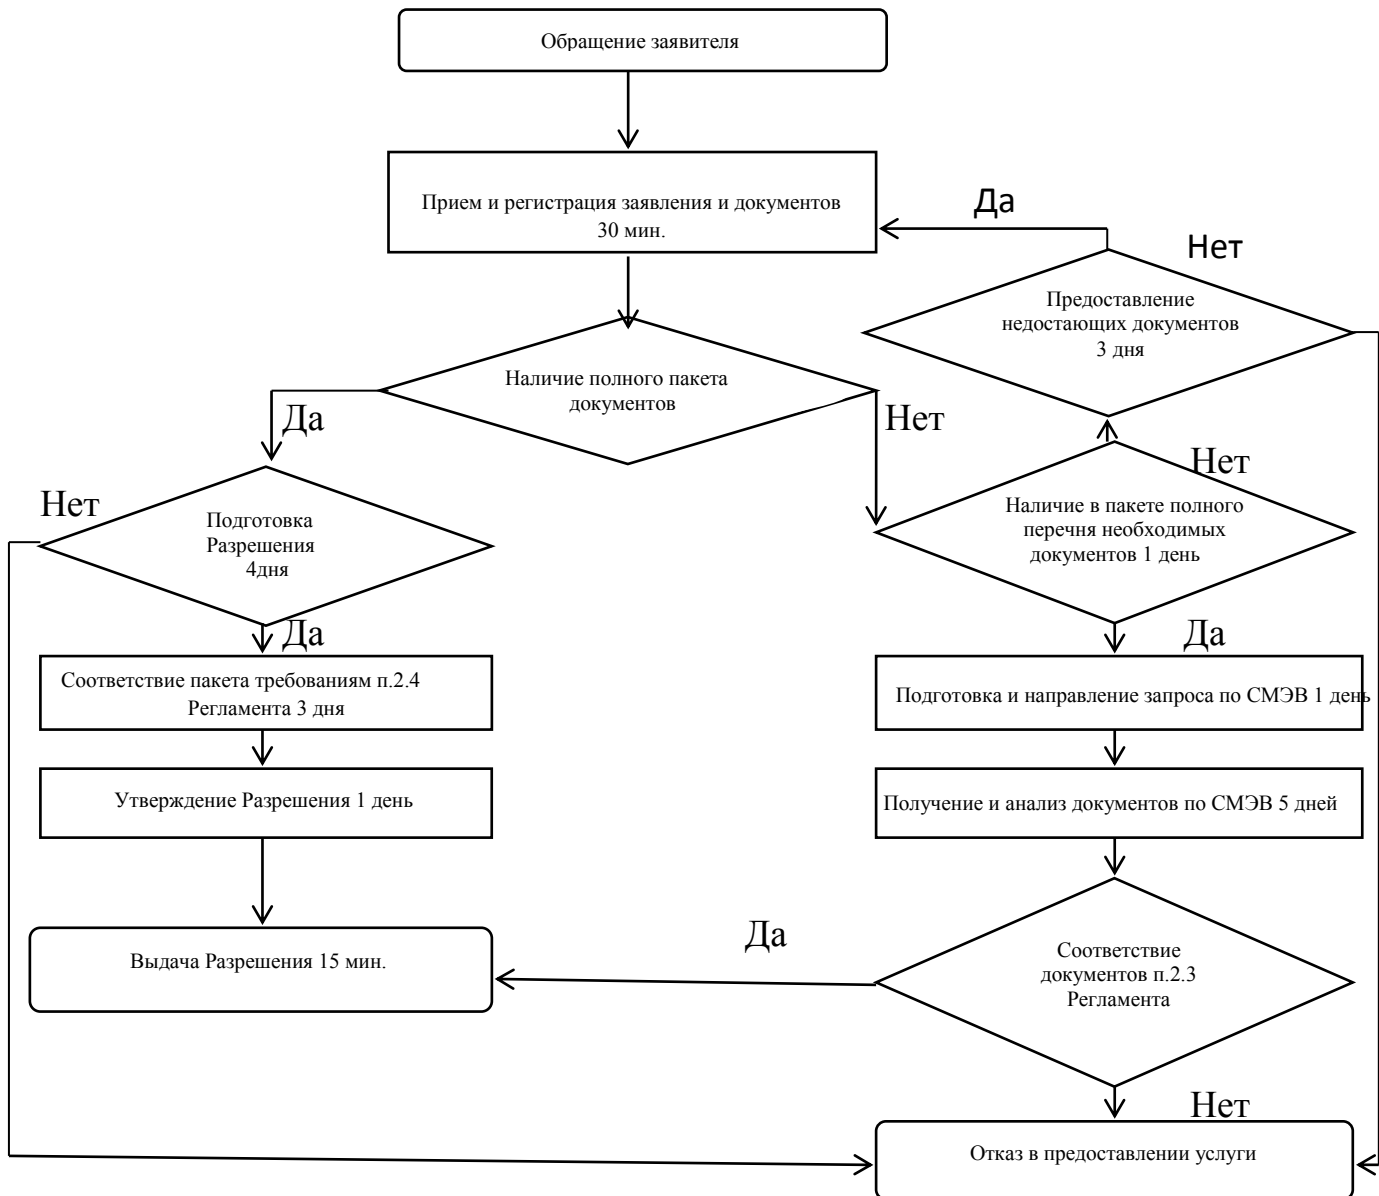 Обращение заявителя
Прием и регистрация заявления и документов
30 мин.
Да
Нет
Предоставление
недостающих документов
3 дня
Наличие полного пакета
документов
Да
Нет
Нет
Нет
Подготовка
Разрешения
4дня
Наличие в пакете полного
перечня необходимых
документов 1 день
Да
Да
Соответствие пакета требованиям п.2.4
Регламента 3 дня
Подготовка и направление запроса по СМЭВ 1 день
Утверждение Разрешения 1 день
Получение и анализ документов по СМЭВ 5 дней
Да
Выдача Разрешения 15 мин.
Соответствие
документов п.2.3
Регламента
Нет
Отказ в предоставлении услуги